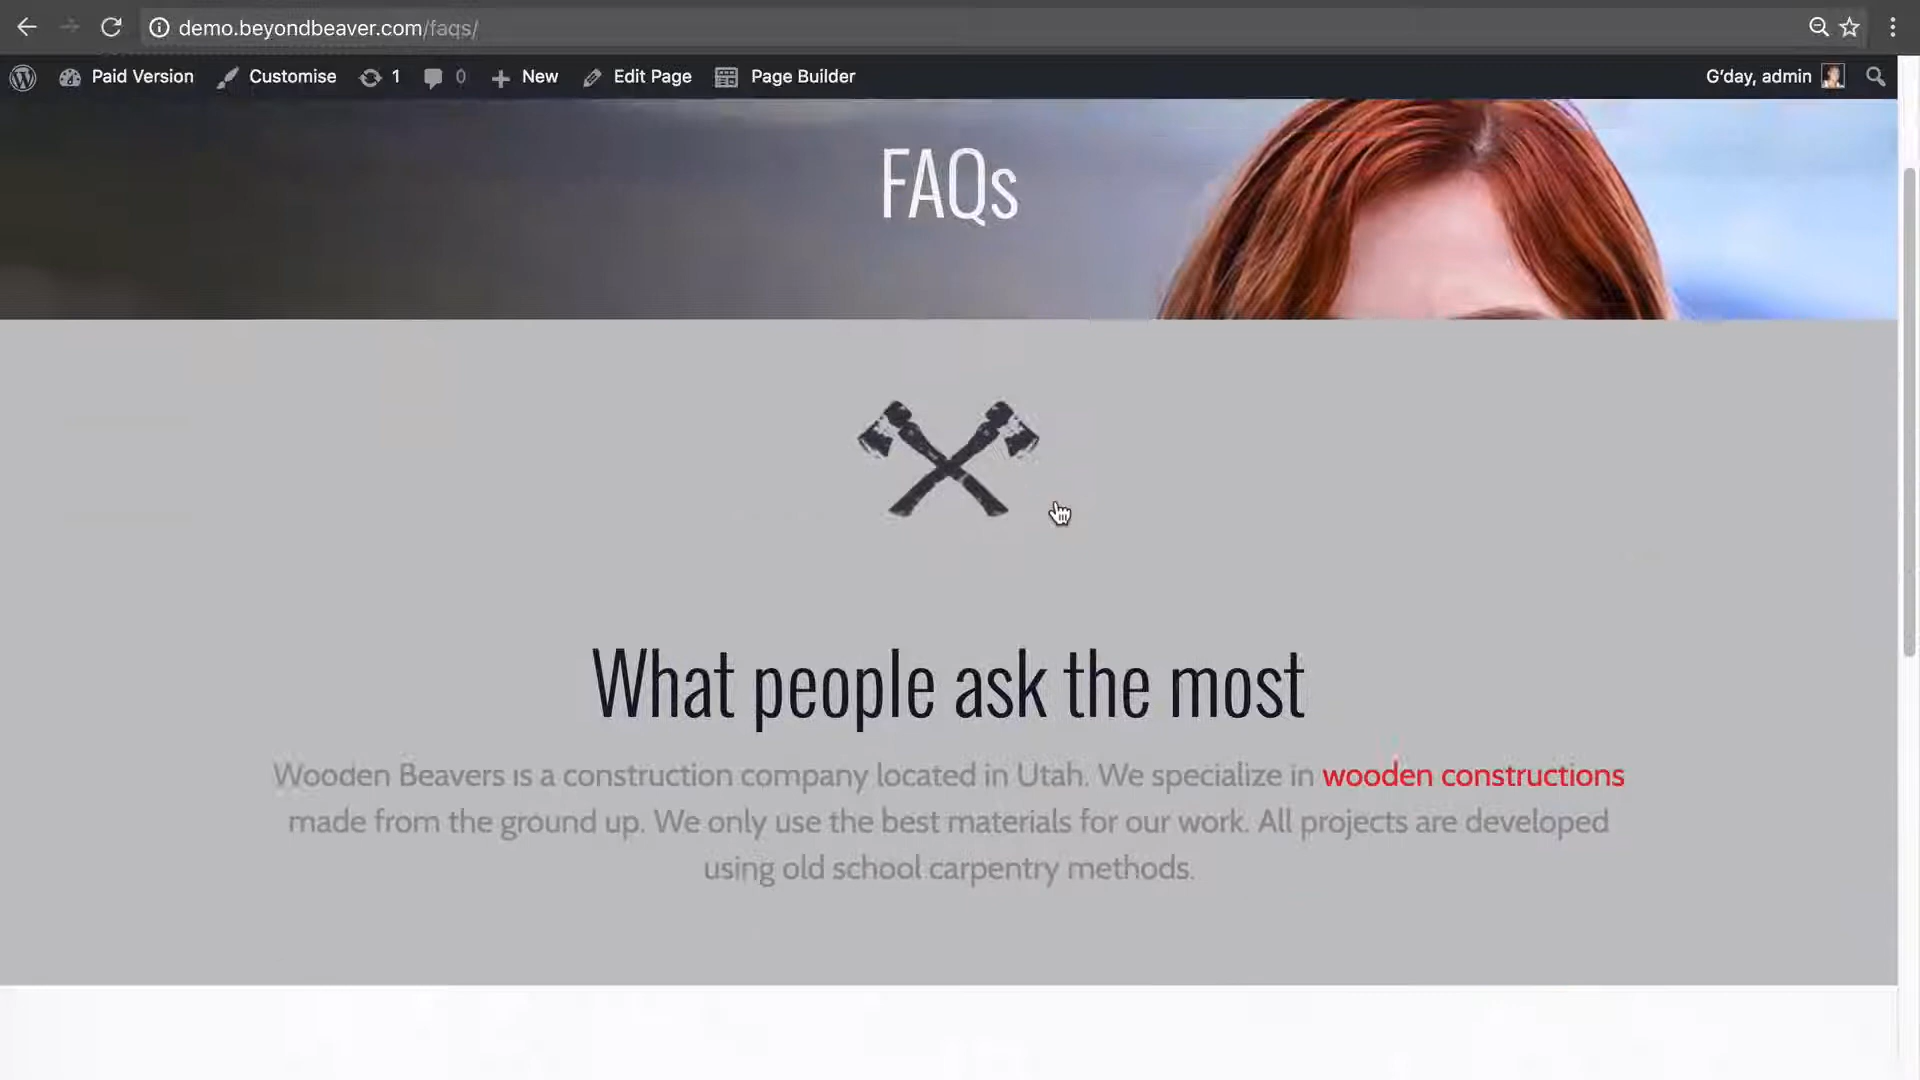 demo.beyondbeaver.com/faqs/
Paid Version Customise 1 0 New Edit Page Page Builder G'day, admin
FAQs
What people ask the most
Wooden Beavers is a construction company located in Utah. We specialize in wooden constructions
made from the ground up. We only use the best materials for our work. All projects are developed
using old school carpentry methods.